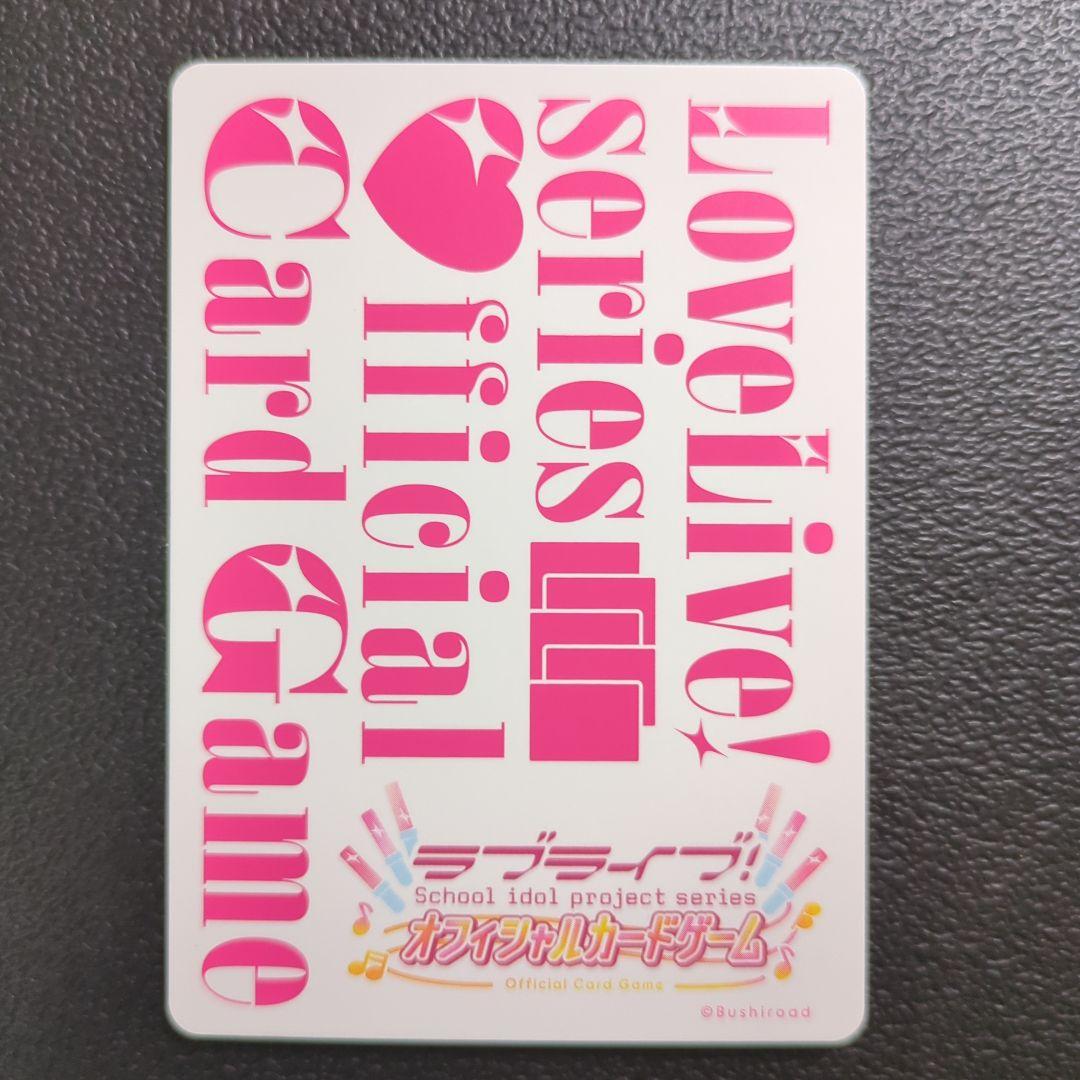 LoveLive!
series
♥fficial
Card Game
ラブライブ!
School idol project series
オフィシャルカードゲーム
Official Card Game
©Bushiroad